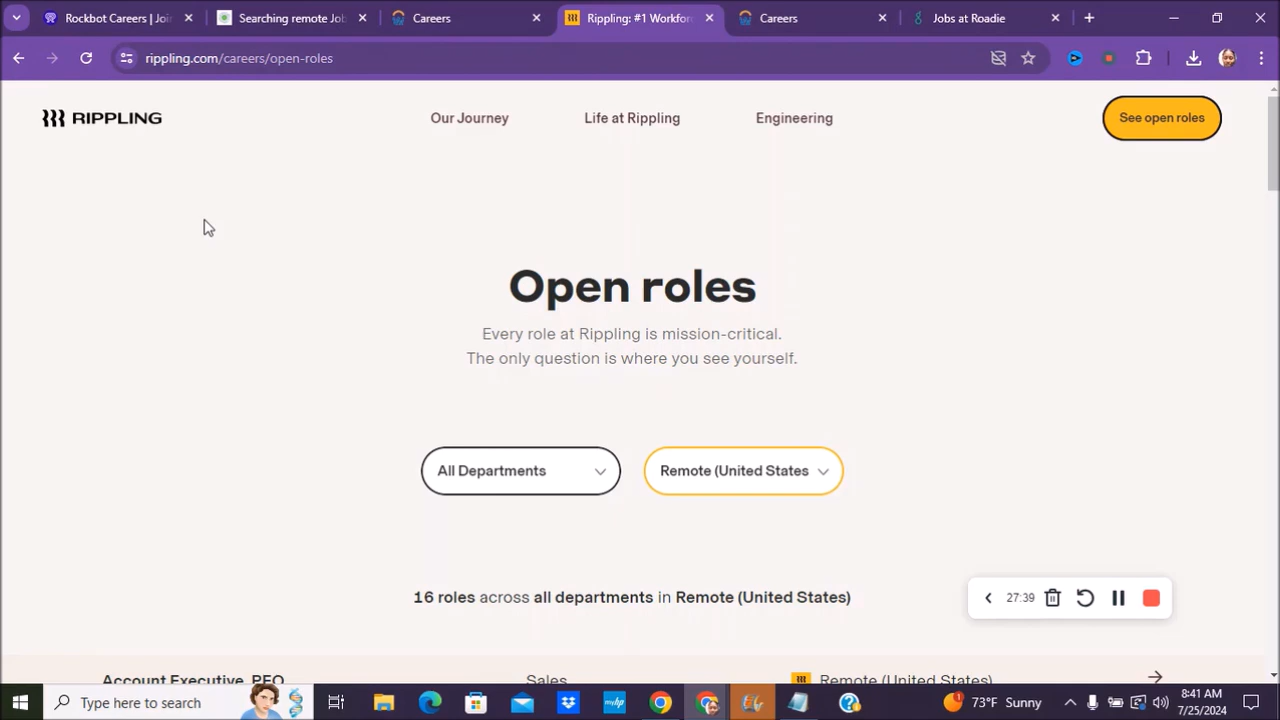 Rockbot Careers | Joi
Searching remote Job
Careers
Rippling: #1 Workfor
Careers
Jobs at Roadie
rippling.com/careers/open-roles
RIPPLING
Our Journey
Life at Rippling
Engineering
See open roles
Open roles
Every role at Rippling is mission-critical.
The only question is where you see yourself.
All Departments
Remote (United States
16 roles across all departments in Remote (United States)
27:39
Account Executive, PEO
Sales
Remote (United States)
Type here to search
73°F Sunny
8:41 AM
7/25/2024